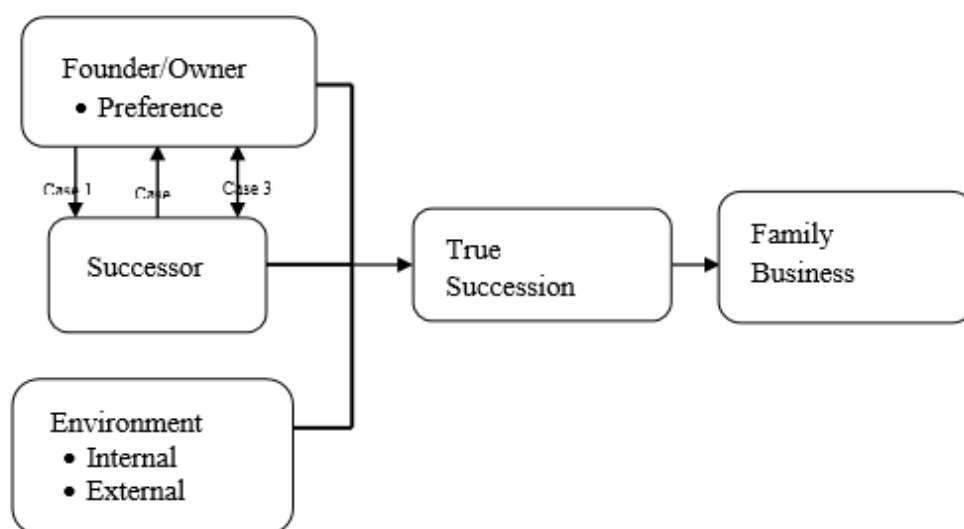 Founder/Owner
• Preference
Case 1
Case
Case 3
Successor
True
Succession
Family
Business
Environment
• Internal
• External